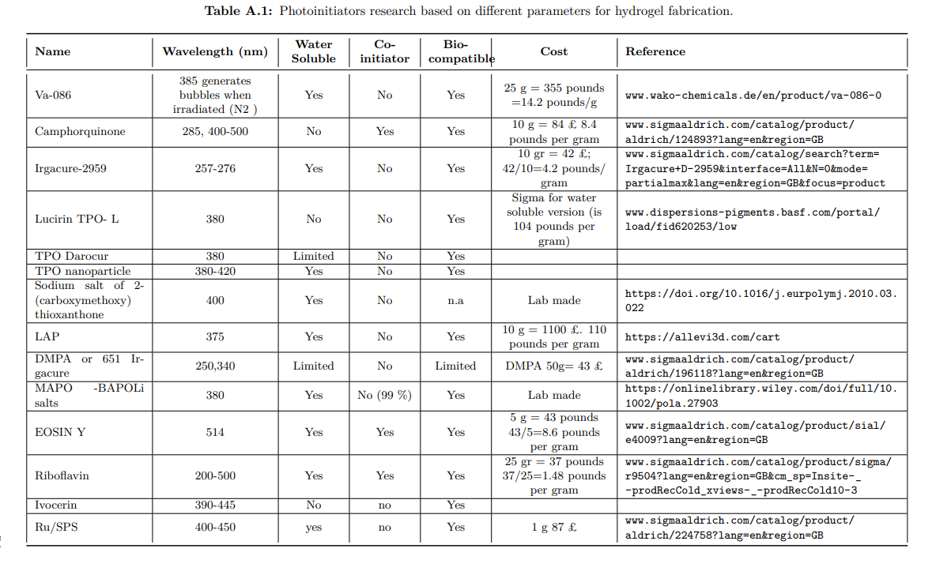 Table A.1: Photoinitiators research based on different parameters for hydrogel fabrication.
Name
Wavelength (nm)
Water
Soluble
Co-
initiator
Bio-
compatible
Cost
Reference
Va-086
385 generates
bubbles when
irradiated (N2 )
Yes
No
Yes
25 g = 355 pounds
=14.2 pounds/g
www.wako-chemicals.de/en/product/va-086-0
Camphorquinone
285, 400-500
No
Yes
Yes
10 g = 84 £ 8.4
pounds per gram
www.sigmaaldrich.com/catalog/product/
aldrich/124893?lang=en&region=GB
Irgacure-2959
257-276
Yes
No
Yes
10 gr = 42 £;
42/10=4.2 pounds/
gram
www.sigmaaldrich.com/catalog/search?term=
Irgacure+D-2959&interface=All&N=0&mode=
partialmax&lang=en&region=GB&focus=product
Lucirin TPO- L
380
No
No
Yes
Sigma for water
soluble version (is
104 pounds per
gram)
www.dispersions-pigments.basf.com/portal/
load/fid620253/low
TPO Darocur
380
Limited
No
Yes
TPO nanoparticle
380-420
Yes
No
Yes
Sodium salt of 2-
(carboxymethoxy)
thioxanthone
400
Yes
No
n.a
Lab made
https://doi.org/10.1016/j.eurpolymj.2010.03.
022
LAP
375
Yes
No
Yes
10 g = 1100 £. 110
pounds per gram
https://allevi3d.com/cart
DMPA or 651 Ir-
gacure
250,340
Limited
No
Limited
DMPA 50g= 43 £
www.sigmaaldrich.com/catalog/product/
aldrich/196118?lang=en&region=GB
MAPO -BAPOLi
salts
380
Yes
No (99 %)
Yes
Lab made
https://onlinelibrary.wiley.com/doi/full/10.
1002/pola.27903
EOSIN Y
514
Yes
Yes
Yes
5 g = 43 pounds
43/5=8.6 pounds
per gram
www.sigmaaldrich.com/catalog/product/sial/
e4009?lang=en&region=GB
Riboflavin
200-500
Yes
Yes
Yes
25 gr = 37 pounds
37/25=1.48 pounds
per gram
www.sigmaaldrich.com/catalog/product/sigma/
r9504?lang=en&region=GB&cm_sp=Insite-_
-prodRecCold_xviews-_-prodRecCold10-3
Ivocerin
390-445
No
no
Yes
Ru/SPS
400-450
yes
no
Yes
1 g 87 £
www.sigmaaldrich.com/catalog/product/
aldrich/224758?lang=en&region=GB